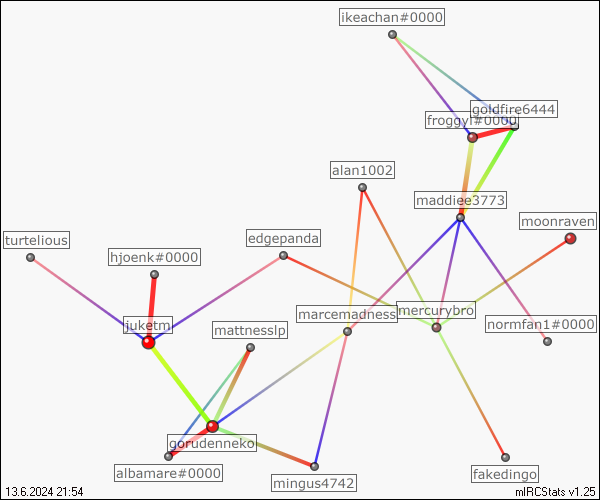 ikeachan#0000
goldfire6444
froggyl#0000
alan1002
maddiee3773
moonraven
turtelious
edgepanda
hjoenk#0000
marcemadness
mercurybro
normfan1#0000
juketm
mattnesslp
gorudenneko
albamare#0000
mingus4742
fakedingo
13.6.2024 21:54
mIRCStats v1.25